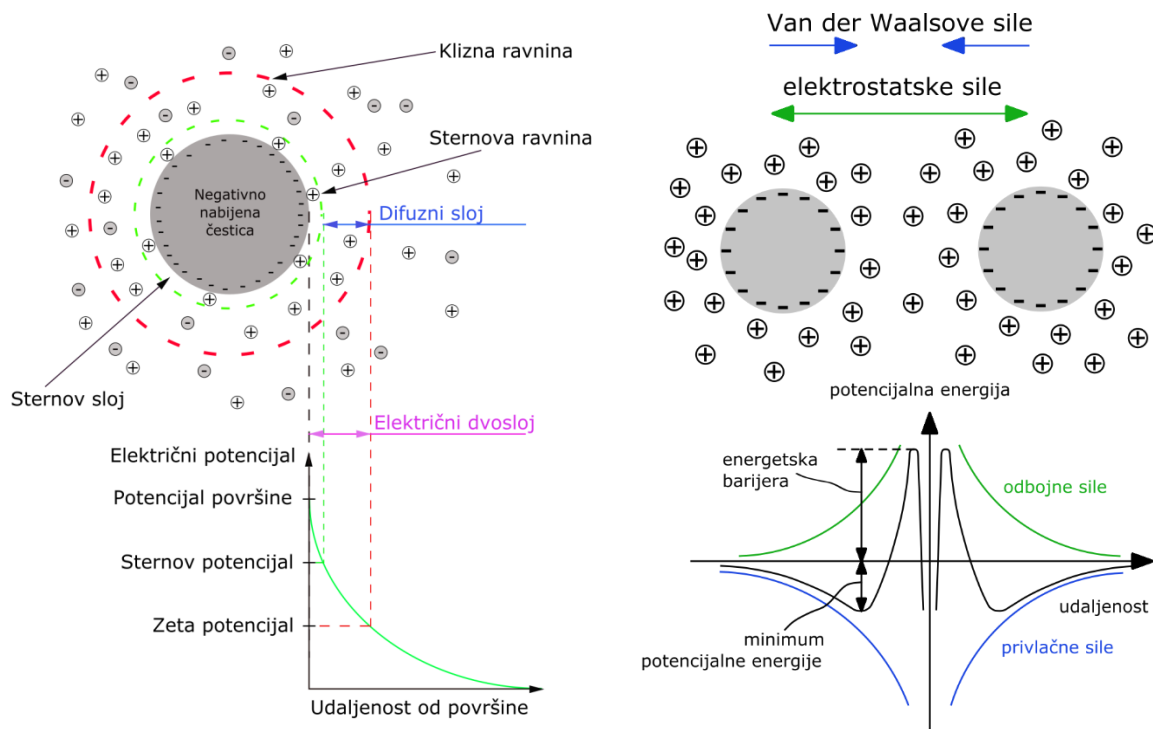 Klizna ravnina
Sternova ravnina
Negativno
nabijena
čestica
Difuzni sloj
Sternov sloj
Električni dvosloj
Električni potencijal
Potencijal površine
Sternov potencijal
Zeta potencijal
Udaljenost od površine
Van der Waalsove sile
elektrostatske sile
potencijalna energija
energetska
barijera
odbojne sile
udaljenost
minimum
potencijalne energije
privlačne sile